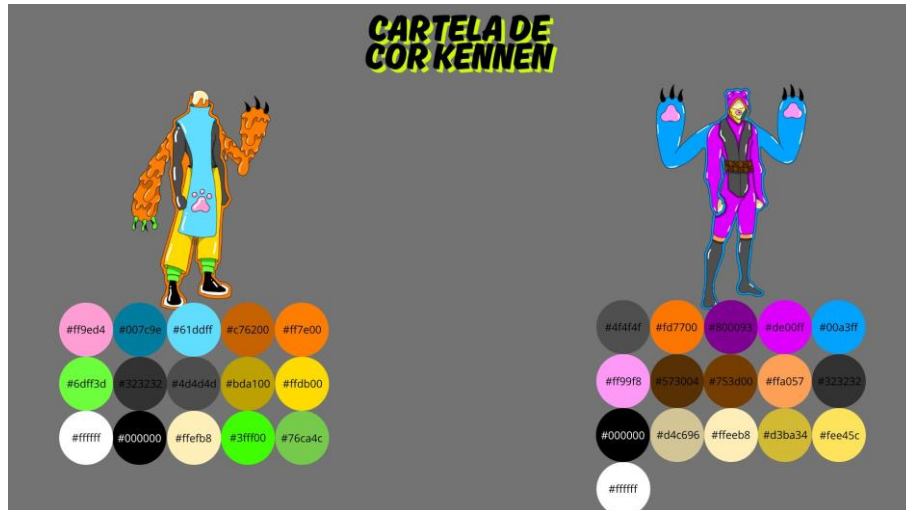 CARTELA DE
COR KENNEN
#ff9ed4 #007c9e #61ddff #c76200 #ff7e00
#6dff3d #323232 #4d4d4d #bda100 #ffdb00
#ffffff #000000 #ffefb8 #3fff00 #76ca4c
#4f4f4f #fd7700 #800093 #de00ff #00a3ff
#ff99f8 #573004 #753d00 #ffa057 #323232
#000000 #d4c696 #ffeeb8 #d3ba34 #fee45c
#ffffff